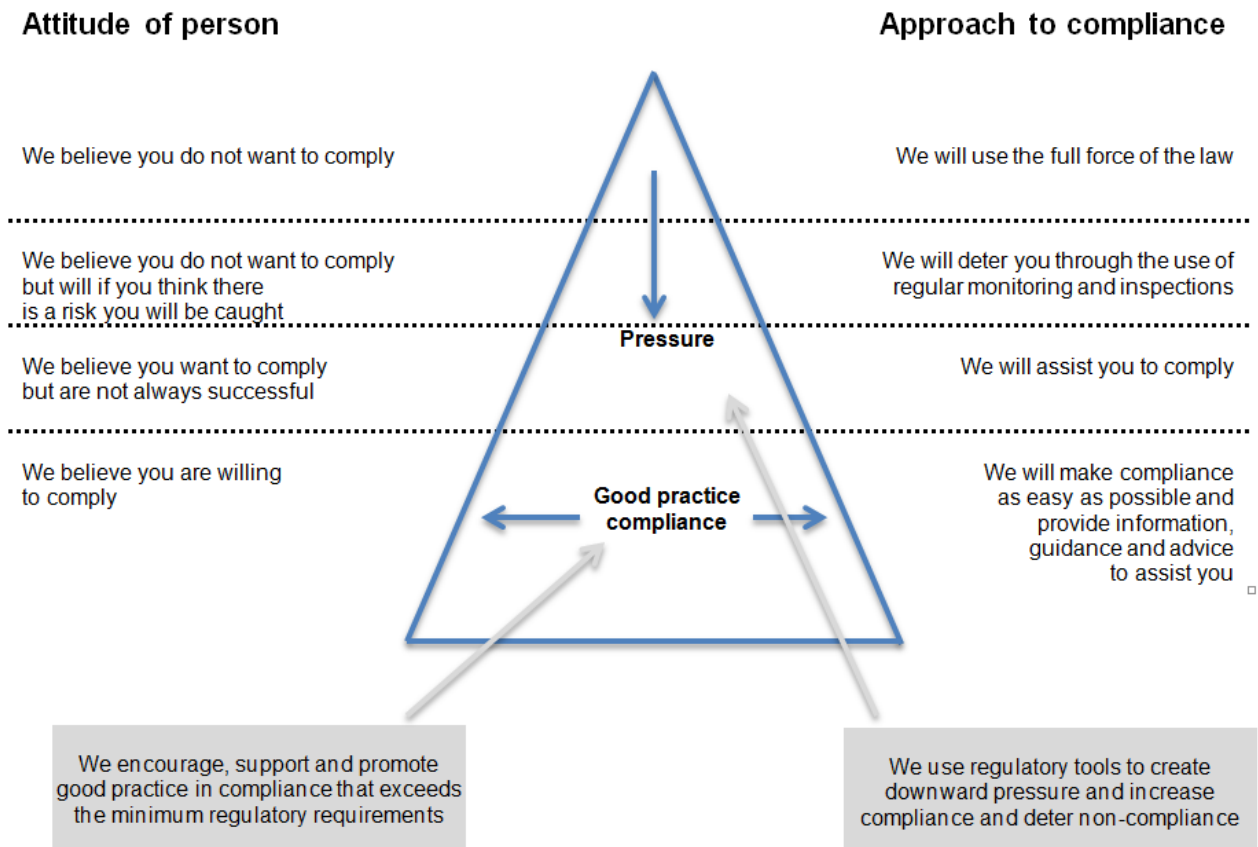 Attitude of person
Approach to compliance
We believe you do not want to comply
We will use the full force of the law
We believe you do not want to comply
but will if you think there
is a risk you will be caught
We will deter you through the use of
regular monitoring and inspections
Pressure
We believe you want to comply
but are not always successful
We will assist you to comply
We believe you are willing
to comply
Good practice
compliance
We will make compliance
as easy as possible and
provide information,
guidance and advice
to assist you
We encourage, support and promote
good practice in compliance that exceeds
the minimum regulatory requirements
We use regulatory tools to create
downward pressure and increase
compliance and deter non-compliance